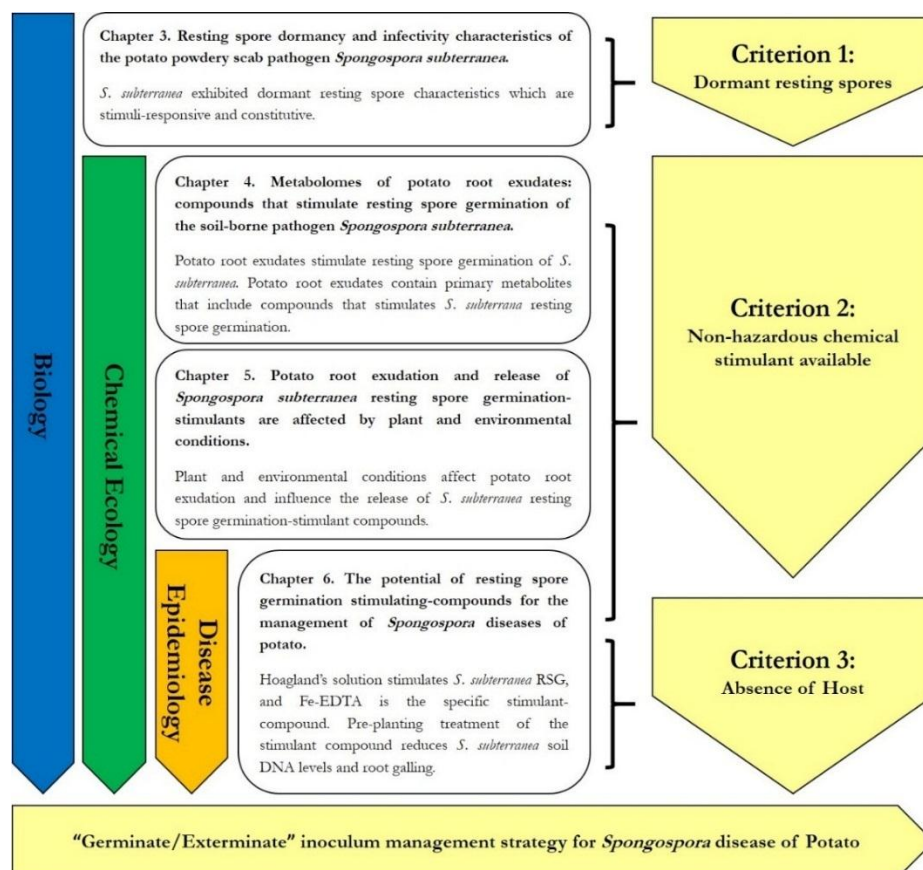 Biology
Chemical Ecology
Disease
Epidemiology
Chapter 3. Resting spore dormancy and infectivity characteristics of
the potato powdery scab pathogen Spongospora subterranea.
S. subterranea exhibited dormant resting spore characteristics which are
stimuli-responsive and constitutive.
Chapter 4. Metabolomes of potato root exudates:
compounds that stimulate resting spore germination of
the soil-borne pathogen Spongospora subterranea.
Potato root exudates stimulate resting spore germination of S.
subterranea. Potato root exudates contain primary metabolites
that include compounds that stimulates S. subterrana resting
spore germination.
Chapter 5. Potato root exudation and release of
Spongospora subterranea resting spore germination-
stimulants are affected by plant and environmental
conditions.
Plant and environmental conditions affect potato root
exudation and influence the release of S. subterranea resting
spore germination-stimulant compounds.
Chapter 6. The potential of resting spore
germination stimulating-compounds for the
management of Spongospora diseases of
potato.
Hoagland's solution stimulates S. subterranea RSG,
and Fe-EDTA is the specific stimulant-
compound. Pre-planting treatment of the
stimulant compound reduces S. subterranea soil
DNA levels and root galling.
Criterion 1:
Dormant resting spores
Criterion 2:
Non-hazardous chemical
stimulant available
Criterion 3:
Absence of Host
"Germinate/Exterminate" inoculum management strategy for Spongospora disease of Potato